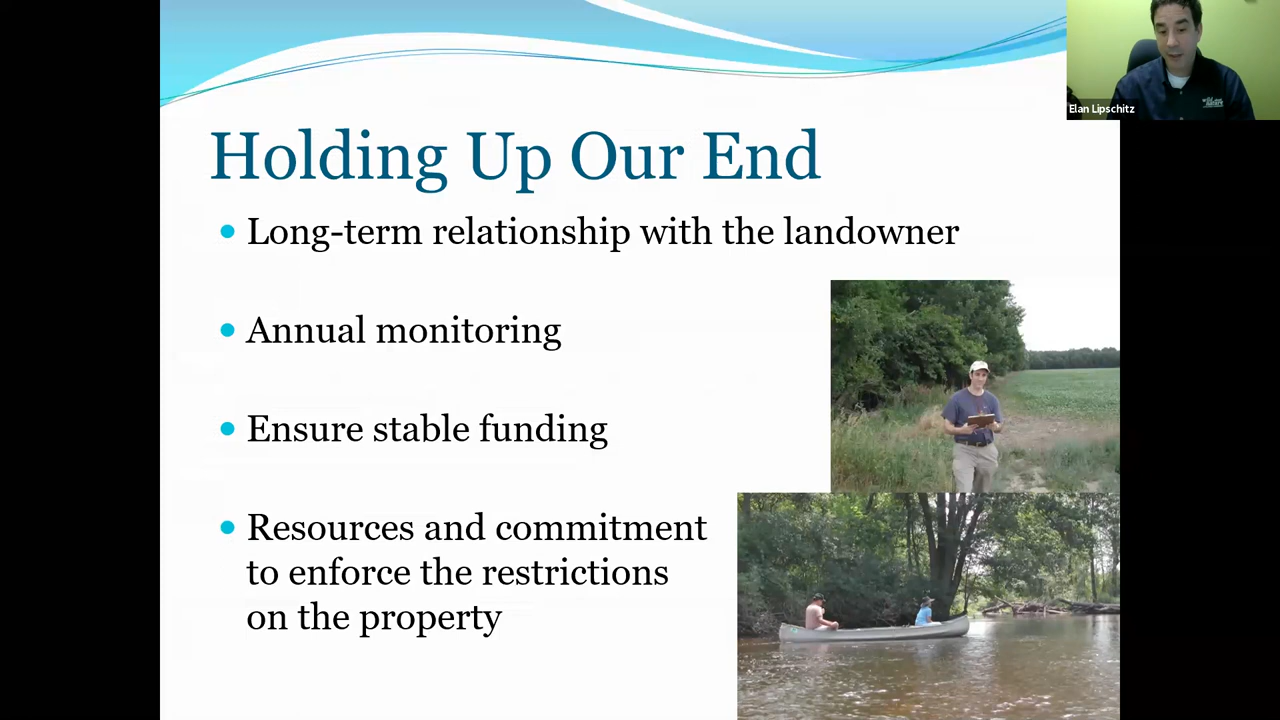 Elan Lipschitz
Holding Up Our End
• Long-term relationship with the landowner
• Annual monitoring
• Ensure stable funding
• Resources and commitment
to enforce the restrictions
on the property